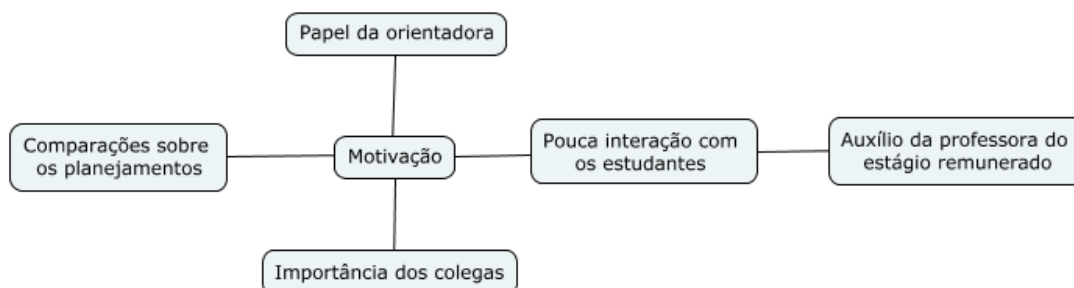 Papel da orientadora
Comparações sobre
os planejamentos
Motivação
Pouca interação com
os estudantes
Auxílio da professora do
estágio remunerado
Importância dos colegas